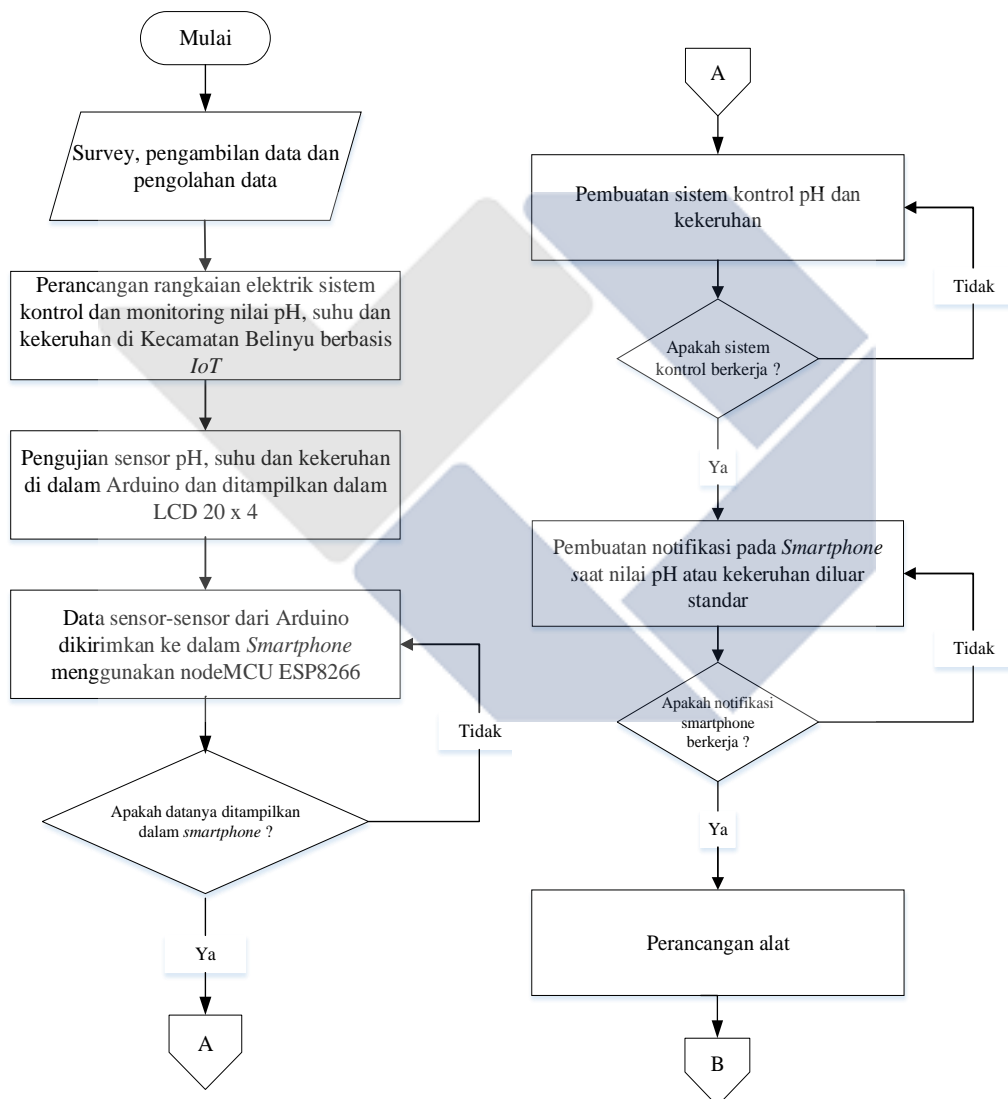 Mulai
Survey, pengambilan data dan
pengolahan data
Perancangan rangkaian elektrik sistem
kontrol dan monitoring nilai pH, suhu dan
kekeruhan di Kecamatan Belinyu berbasis
IoT
Pengujian sensor pH, suhu dan kekeruhan
di dalam Arduino dan ditampilkan dalam
LCD 20 x 4
Data sensor-sensor dari Arduino
dikirimkan ke dalam Smartphone
menggunakan nodeMCU ESP8266
Tidak
Apakah datanya ditampilkan
dalam smartphone ?
Ya
A
A
Pembuatan sistem kontrol pH dan
kekeruhan
Tidak
Apakah sistem
kontrol berkerja ?
Ya
Pembuatan notifikasi pada Smartphone
saat nilai pH atau kekeruhan diluar
standar
Tidak
Apakah notifikasi
smartphone
berkerja ?
Ya
Perancangan alat
B